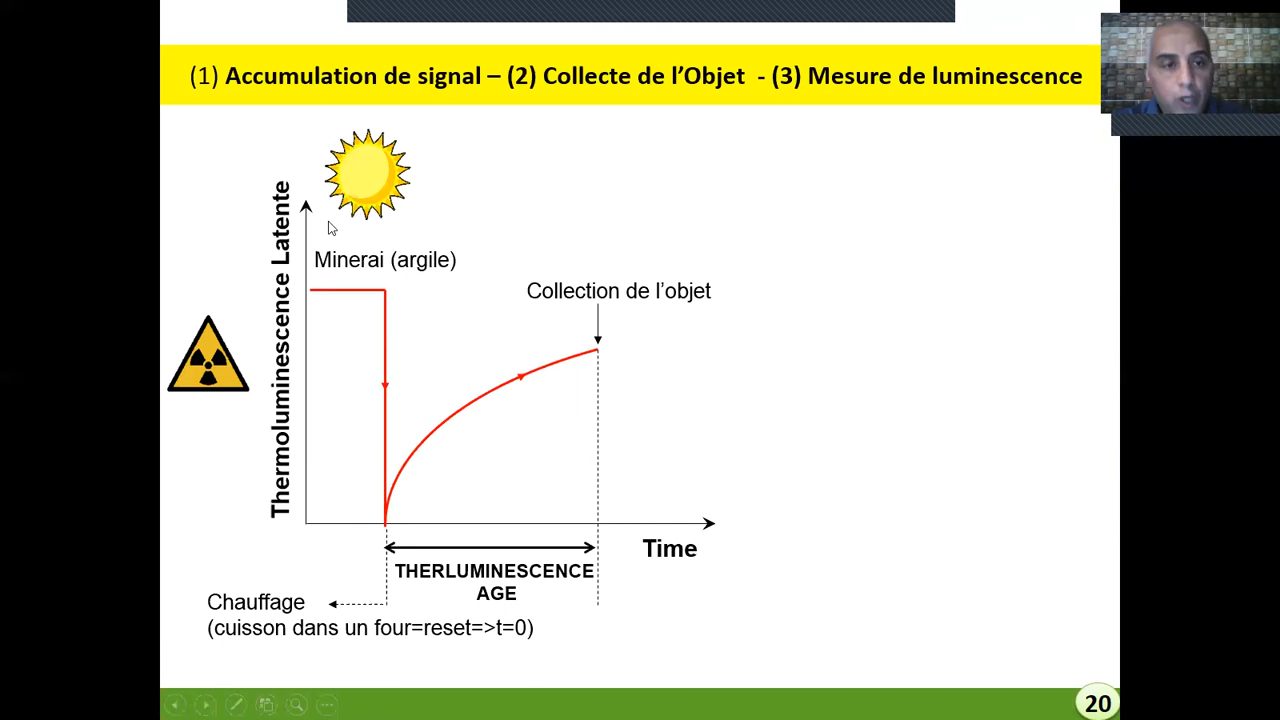 (1) Accumulation de signal – (2) Collecte de l’Objet - (3) Mesure de luminescence
Thermoluminescence Latente
Minerai (argile)
Collection de l’objet
Time
THERLUMINESCENCE
AGE
Chauffage
(cuisson dans un four=reset=>t=0)
20